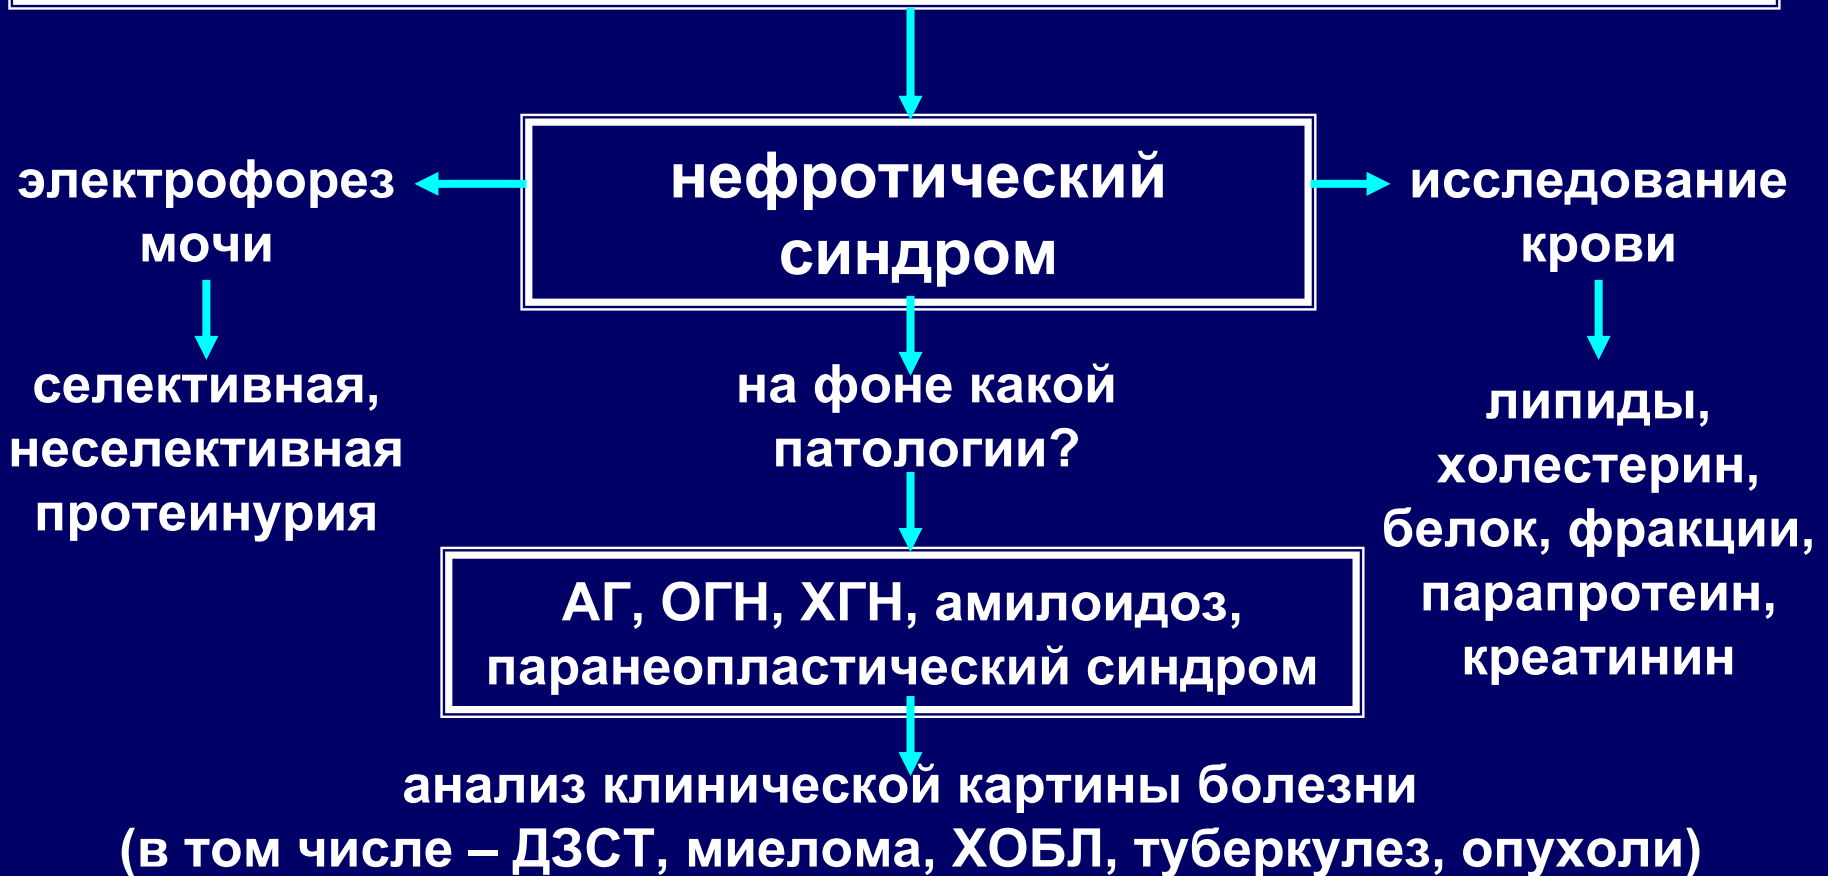 нефротический
синдром
электрофорез
мочи
селективная,
неселективная
протеинурия
на фоне какой
патологии?
исследование
крови
липиды,
холестерин,
белок, фракции,
парапротеин,
креатинин
АГ, ОГН, ХГН, амилоидоз,
паранеопластический синдром
анализ клинической картины болезни
(в том числе – ДЗСТ, миелома, ХОБЛ, туберкулез, опухоли)